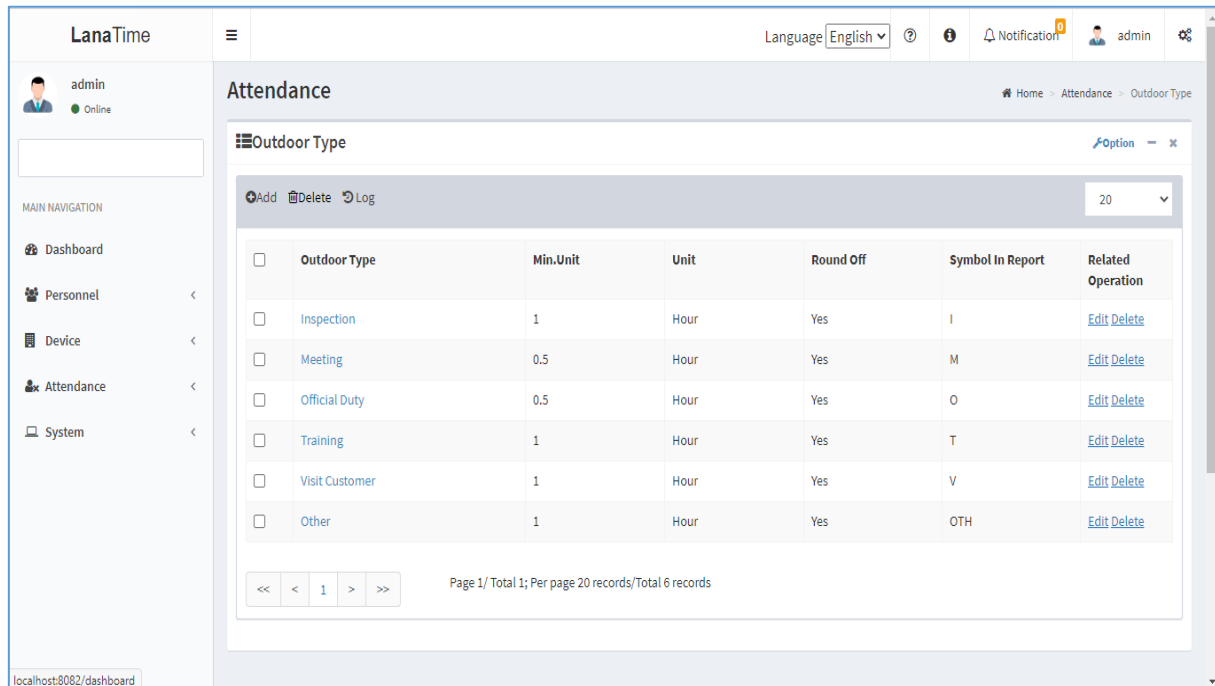 LanaTime
Language English
Notification 0
admin
admin
Online
MAIN NAVIGATION
Dashboard
Personnel
Device
Attendance
System
Attendance
Home > Attendance > Outdoor Type
Outdoor Type
Option
Add Delete Log
20
Outdoor Type Min.Unit Unit Round Off Symbol In Report Related Operation
Inspection 1 Hour Yes I Edit Delete
Meeting 0.5 Hour Yes M Edit Delete
Official Duty 0.5 Hour Yes O Edit Delete
Training 1 Hour Yes T Edit Delete
Visit Customer 1 Hour Yes V Edit Delete
Other 1 Hour Yes OTH Edit Delete
<< < 1 > >>
Page 1/ Total 1; Per page 20 records/Total 6 records
localhost:8082/dashboard